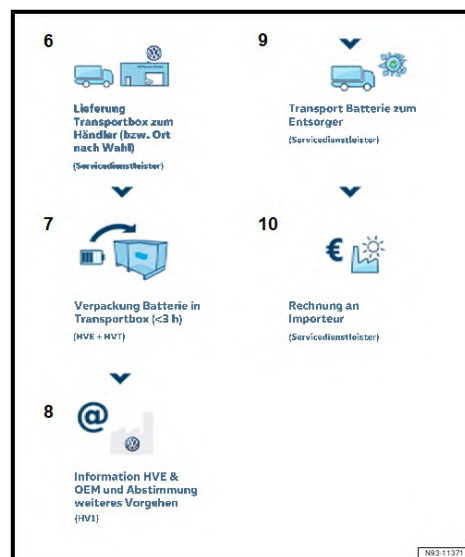 6
Lieferung
Transportbox zum
Händler (bzw. Ort
nach Wahl)
(Servicedienstleister)
7
Verpackung Batterie in
Transportbox (<3 h)
(HVE + HVT)
8
@
Information HVE &
OEM und Abstimmung
weiteres Vorgehen
(HV1)
9
Transport Batterie zum
Entsorger
(Servicedienstleister)
10
€
Rechnung an
Importeur
(Servicedienstleister)
N93-11371